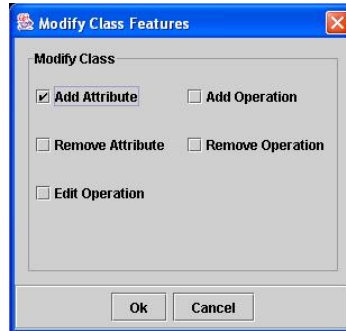 Modify Class Features
Modify Class
Add Attribute Add Operation
Remove Attribute Remove Operation
Edit Operation
Ok Cancel